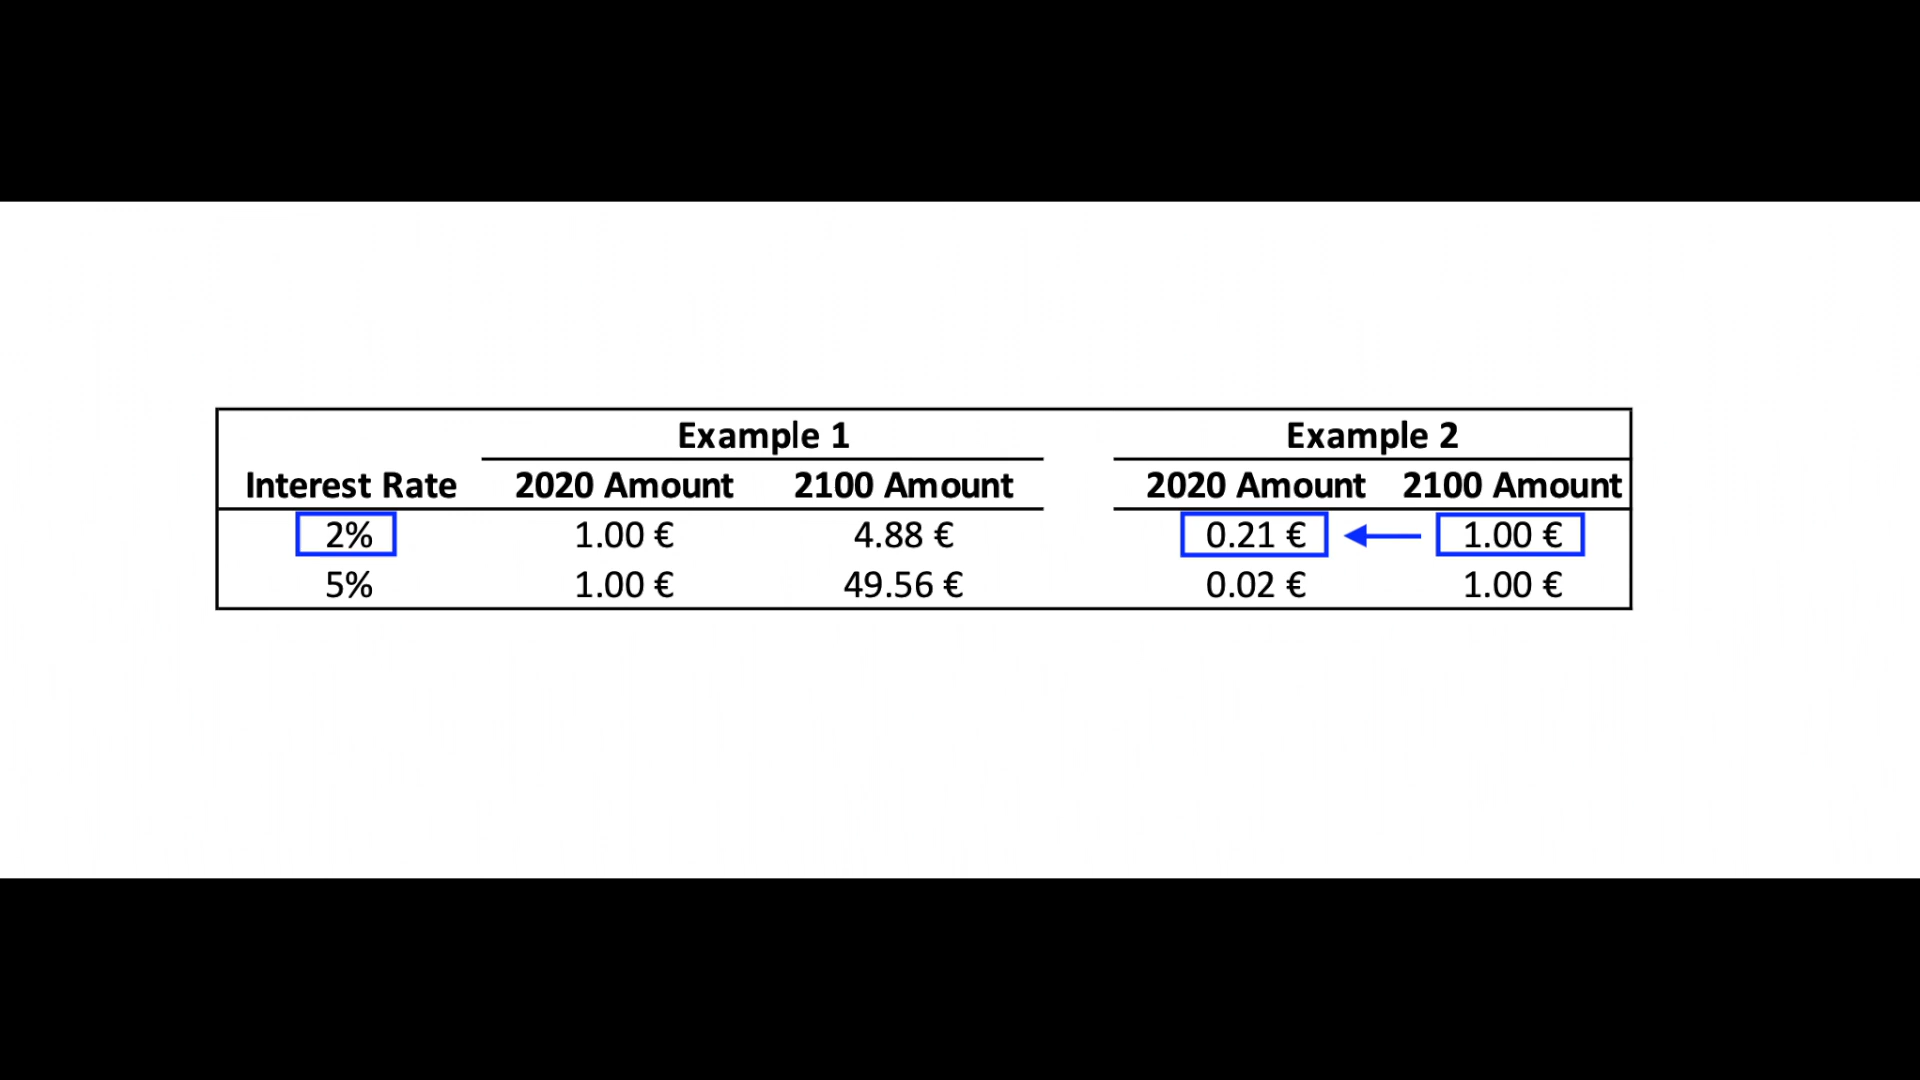 Example 1 Example 2
Interest Rate 2020 Amount 2100 Amount 2020 Amount 2100 Amount
2% 1.00 € 4.88 € 0.21 € 1.00 €
5% 1.00 € 49.56 € 0.02 € 1.00 €